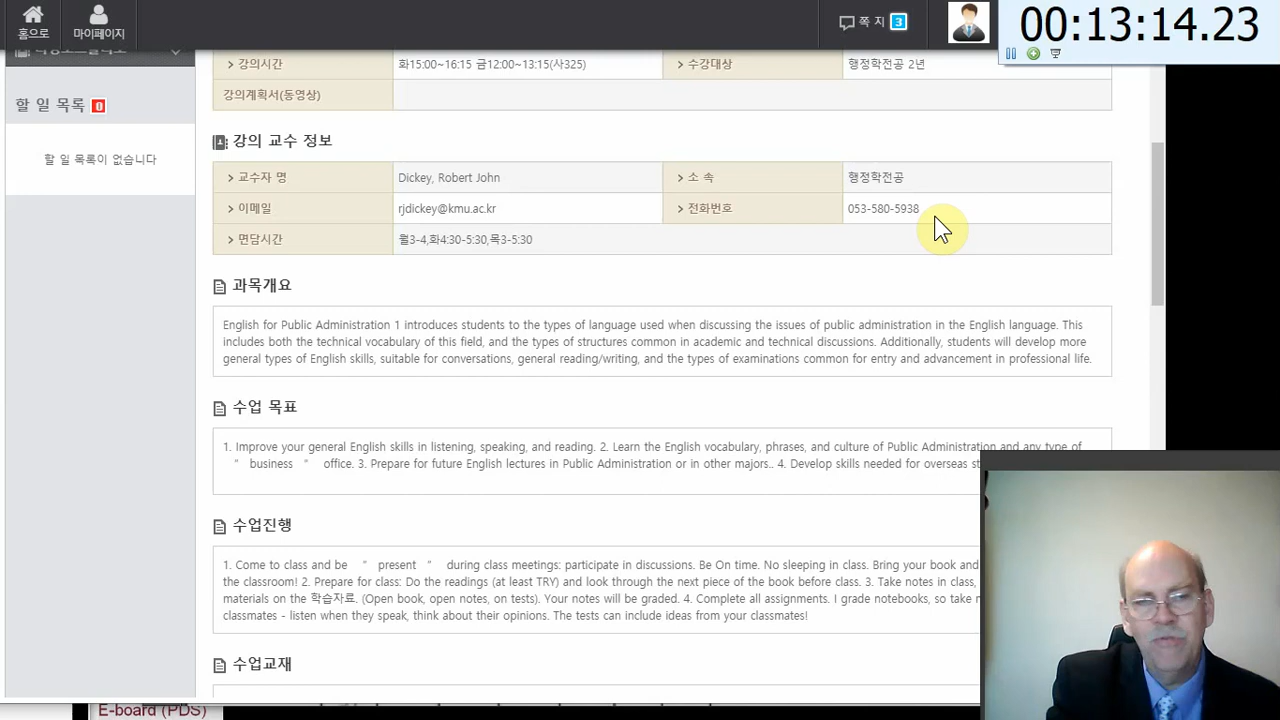 홈으로
마이페이지
쪽 지 3
00:13:14.23
할 일 목록 0
할 일 목록이 없습니다
강의시간 화15:00~16:15 금12:00~13:15(사325) 수강대상 행정학전공 2년
강의계획서(동영상)
강의 교수 정보
교수자 명 Dickey, Robert John 소 속 행정학전공
이메일 rjdickey@kmu.ac.kr 전화번호 053-580-5938
면담시간 월3-4,화4:30-5:30,목3-5:30
과목개요
English for Public Administration 1 introduces students to the types of language used when discussing the issues of public administration in the English language. This
includes both the technical vocabulary of this field, and the types of structures common in academic and technical discussions. Additionally, students will develop more
general types of English skills, suitable for conversations, general reading/writing, and the types of examinations common for entry and advancement in professional life.
수업 목표
1. Improve your general English skills in listening, speaking, and reading. 2. Learn the English vocabulary, phrases, and culture of Public Administration and any type of
" business " office. 3. Prepare for future English lectures in Public Administration or in other majors.. 4. Develop skills needed for overseas st
수업진행
1. Come to class and be " present " during class meetings: participate in discussions. Be On time. No sleeping in class. Bring your book and
the classroom! 2. Prepare for class: Do the readings (at least TRY) and look through the next piece of the book before class. 3. Take notes in class,
materials on the 학습자료. (Open book, open notes, on tests). Your notes will be graded. 4. Complete all assignments. I grade notebooks, so take n
classmates - listen when they speak, think about their opinions. The tests can include ideas from your classmates!
수업교재
E-board (PDS)